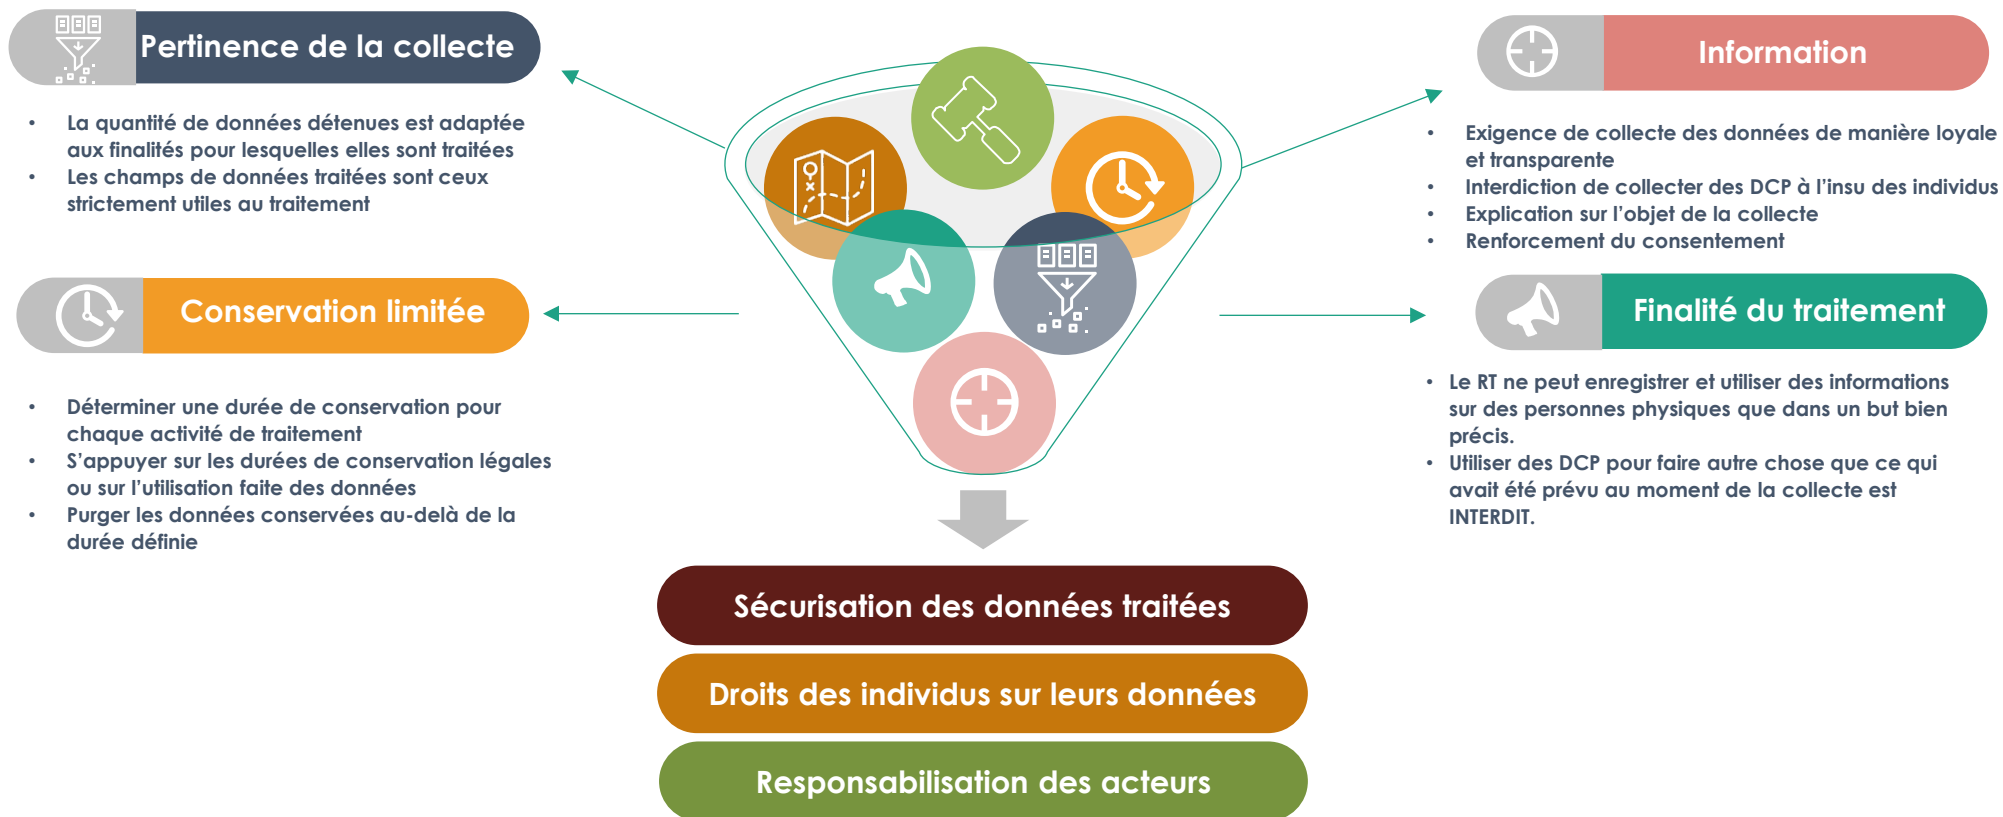 Pertinence de la collecte
• La quantité de données détenues est adaptée
aux finalités pour lesquelles elles sont traitées
• Les champs de données traitées sont ceux
strictement utiles au traitement
Conservation limitée
• Déterminer une durée de conservation pour
chaque activité de traitement
• S’appuyer sur les durées de conservation légales
ou sur l’utilisation faite des données
• Purger les données conservées au-delà de la
durée définie
Information
• Exigence de collecte des données de manière loyale
et transparente
• Interdiction de collecter des DCP à l’insu des individus
• Explication sur l’objet de la collecte
• Renforcement du consentement
Finalité du traitement
• Le RT ne peut enregistrer et utiliser des informations
sur des personnes physiques que dans un but bien
précis.
• Utiliser des DCP pour faire autre chose que ce qui
avait été prévu au moment de la collecte est
INTERDIT.
Sécurisation des données traitées
Droits des individus sur leurs données
Responsabilisation des acteurs